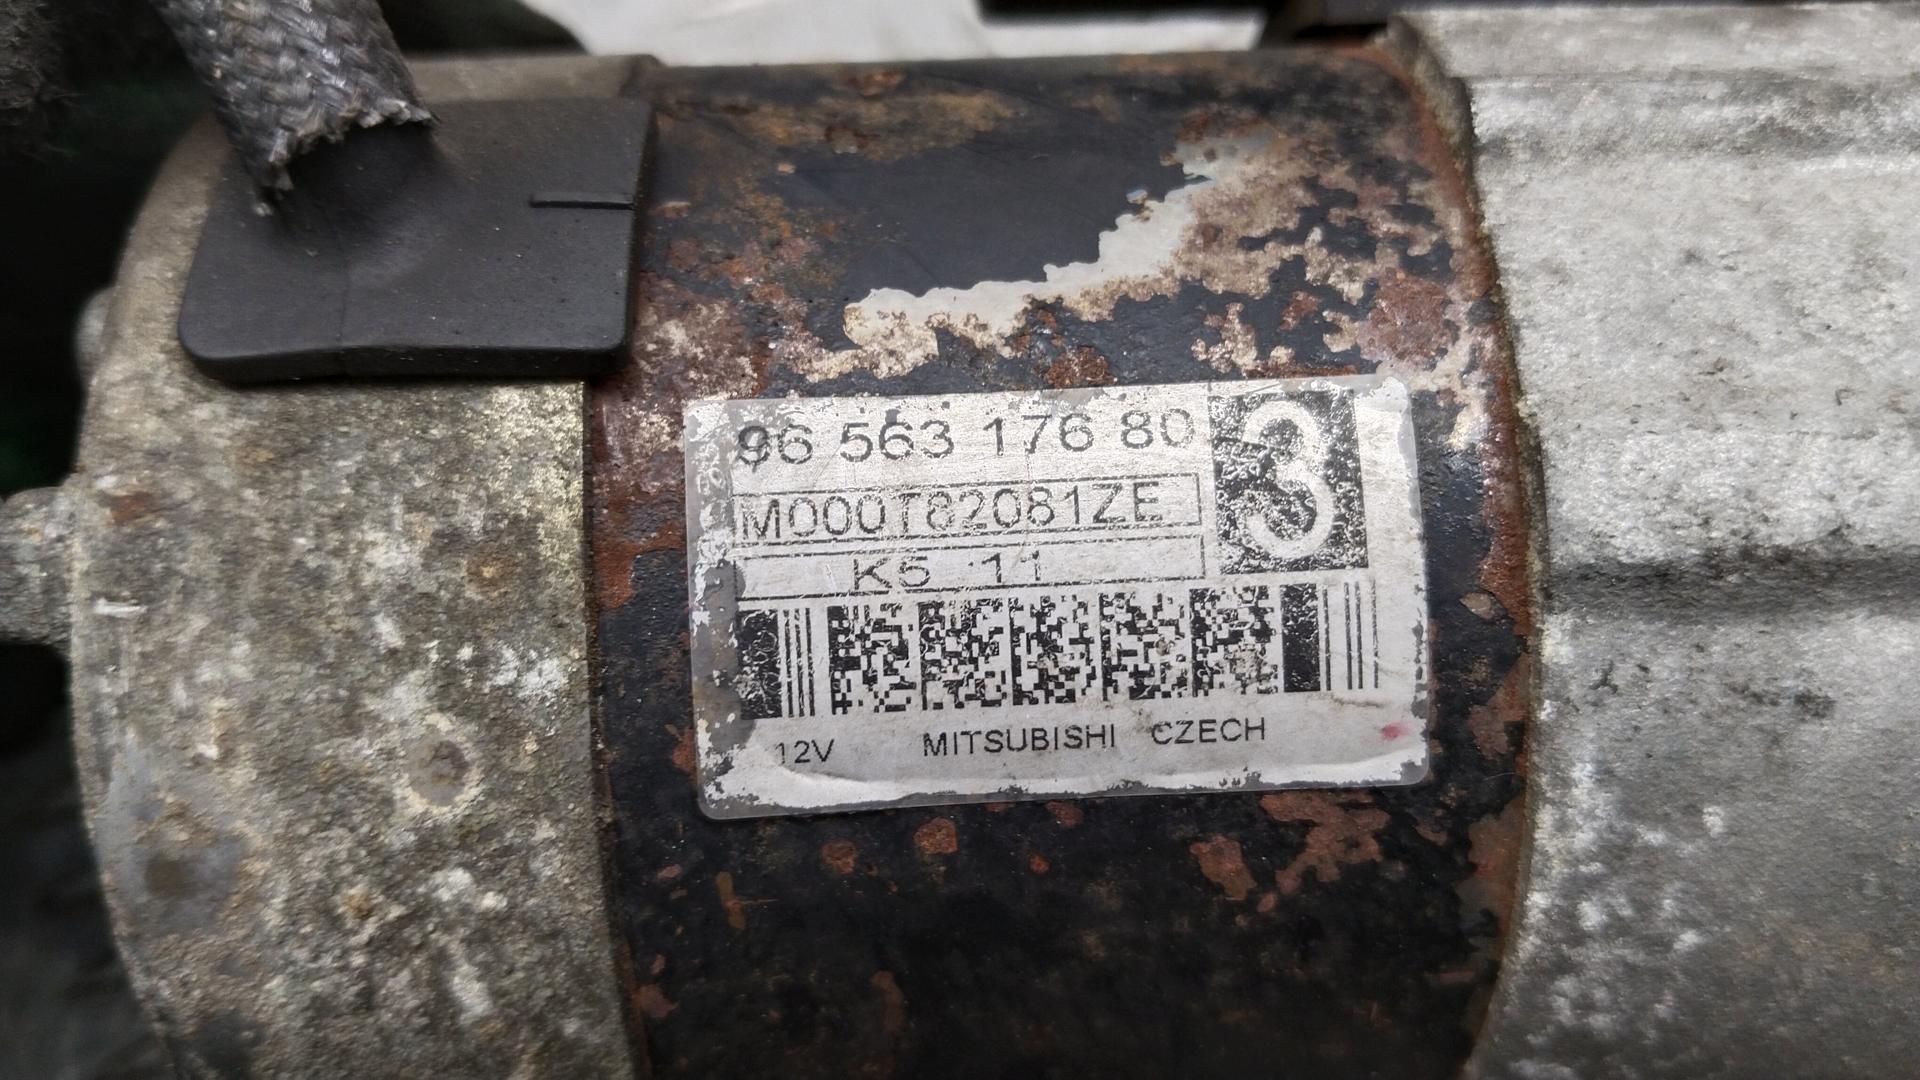 96 563 176 80
3
M000T82081ZE
K5 11
12V MITSUBISHI CZECH